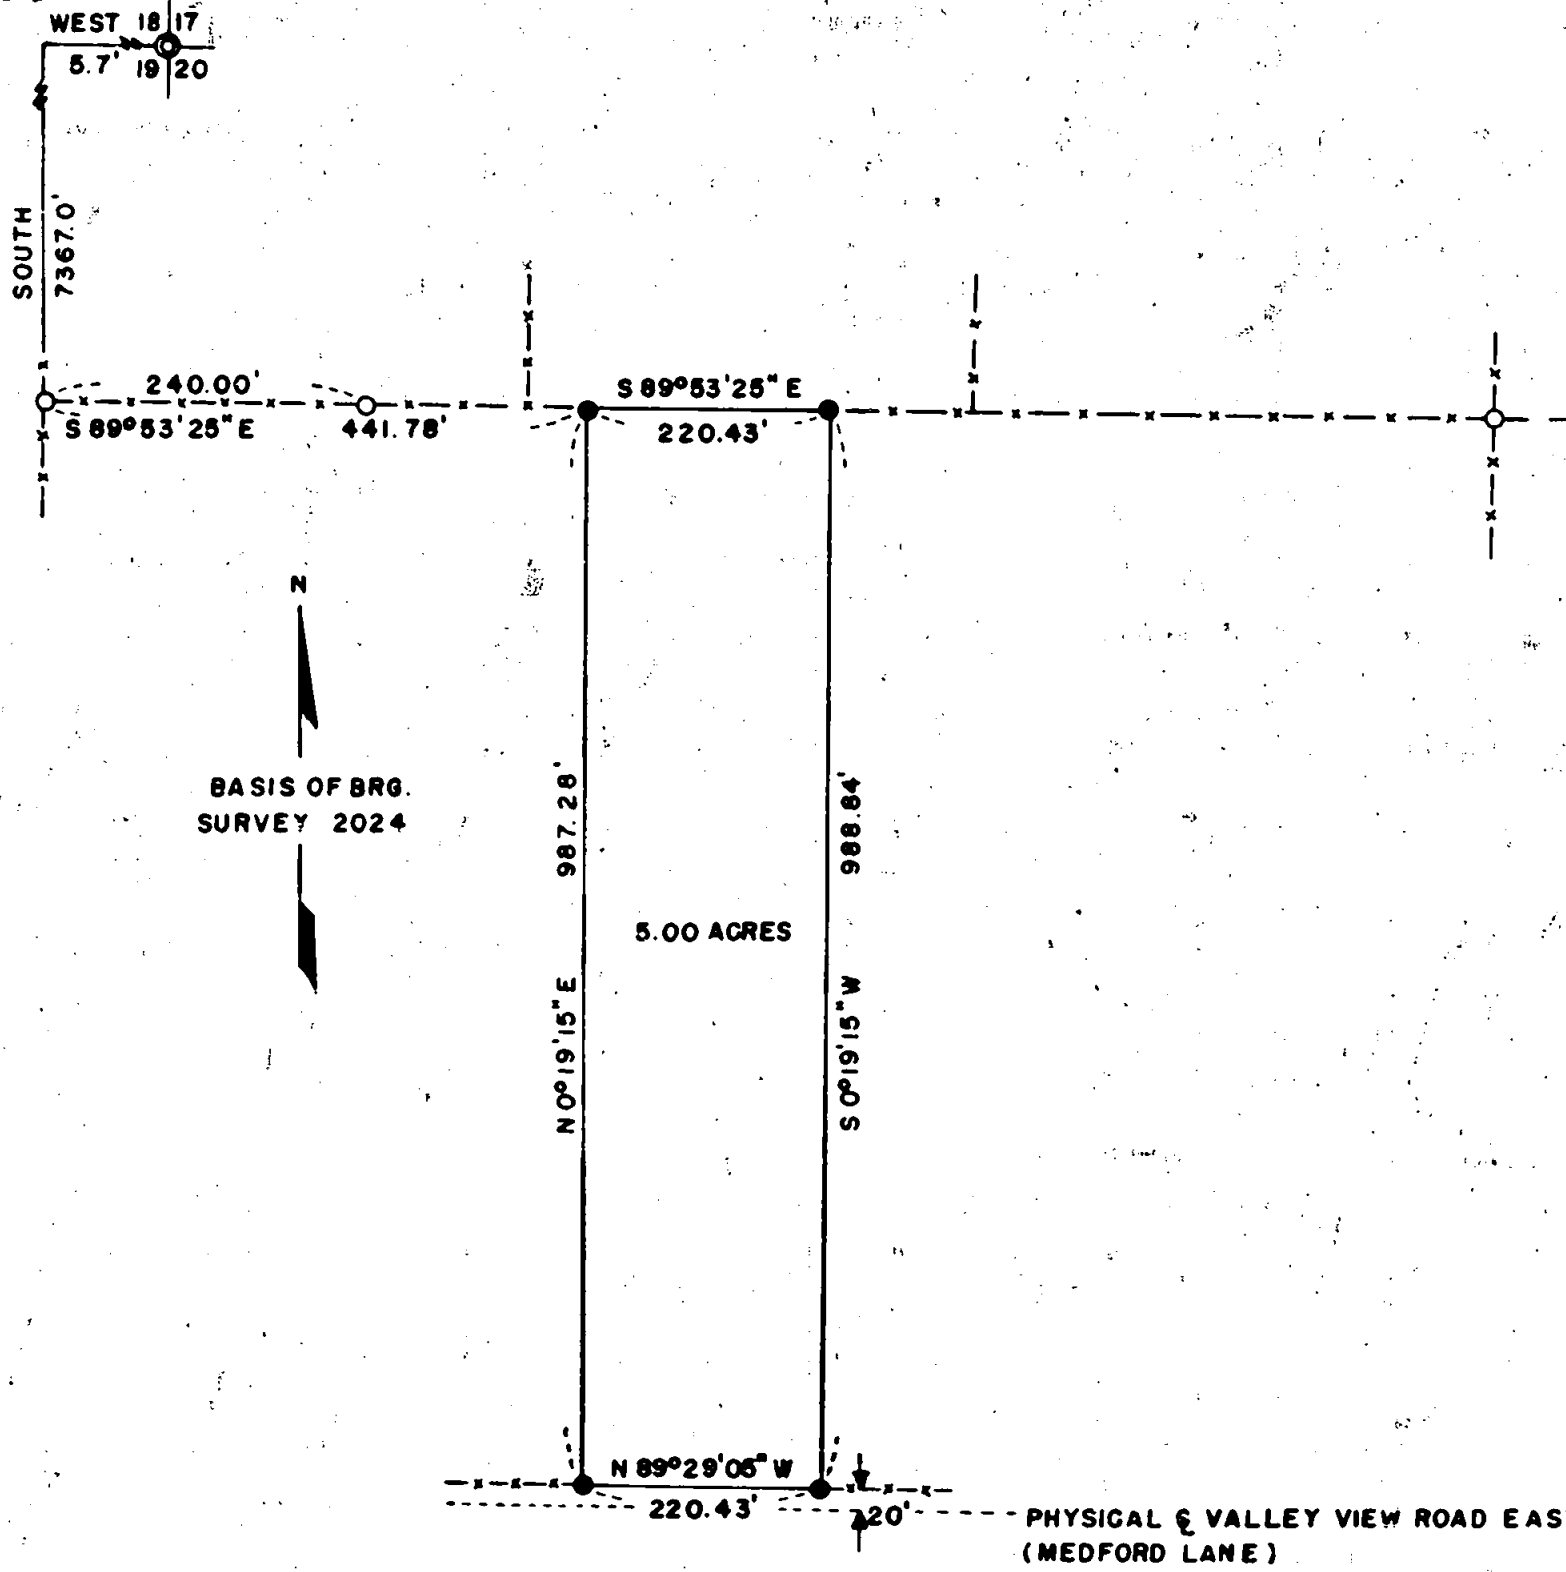 WEST 18 17
5.7' 19 20
SOUTH
7367.0'
240.00'
S 89°53'25" E
441.78'
S 89°53'25" E
220.43'
N
BASIS OF BRG.
SURVEY 2024
987.28'
N 0°19'15" E
988.84'
S 0°19'15" W
5.00 ACRES
N 89°29'05" W
220.43'
20'
PHYSICAL ℄ VALLEY VIEW ROAD EAS
(MEDFORD LANE)